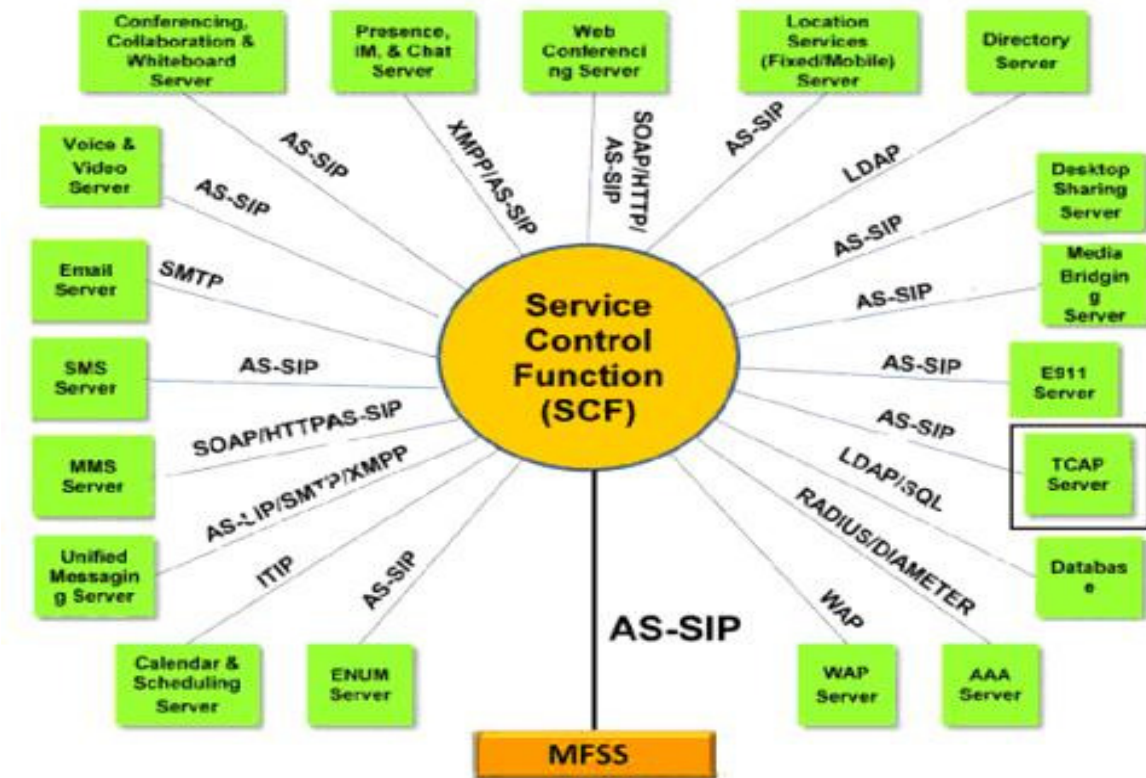 Conferencing,
Collaboration &
Whiteboard
Server
Presence,
IM, & Chat
Server
Web
Conferenci
ng Server
Location
Services
(Fixed/Mobile)
Server
Directory
Server
Voice &
Video
Server
AS-SIP
AS-SIP
XMPP/AS-SIP
SOAP/HTTP/
AS-SIP
AS-SIP
LDAP
Desktop
Sharing
Server
AS-SIP
Email
Server
SMTP
Media
Bridgin
g
Server
AS-SIP
Service
Control
Function
(SCF)
SMS
Server
AS-SIP
E911
Server
AS-SIP
MMS
Server
SOAP/HTTPAS-SIP
TCAP
Server
AS-SIP
Unified
Messagin
g Server
AS-SIP/SMTP/XMPP
Databas
e
LDAP/SQL
Calendar &
Scheduling
Server
ITIP
ENUM
Server
AS-SIP
AS-SIP
WAP
Server
WAP
AAA
Server
RADIUS/DIAMETER
MFSS